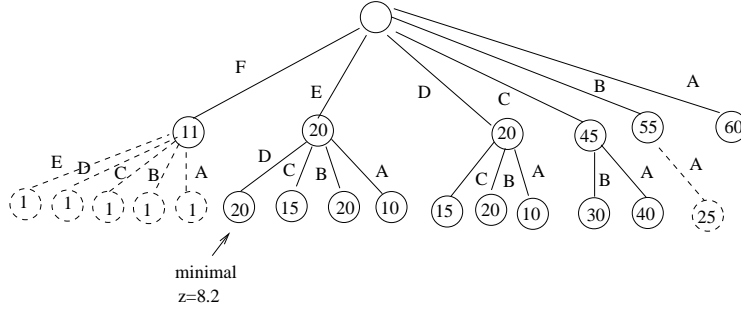 F E D C B A
11 20 20 45 55 60
E D C B A D C B A C B A B A A
1 1 1 1 1 20 15 20 10 15 20 10 30 40 25
minimal
z=8.2